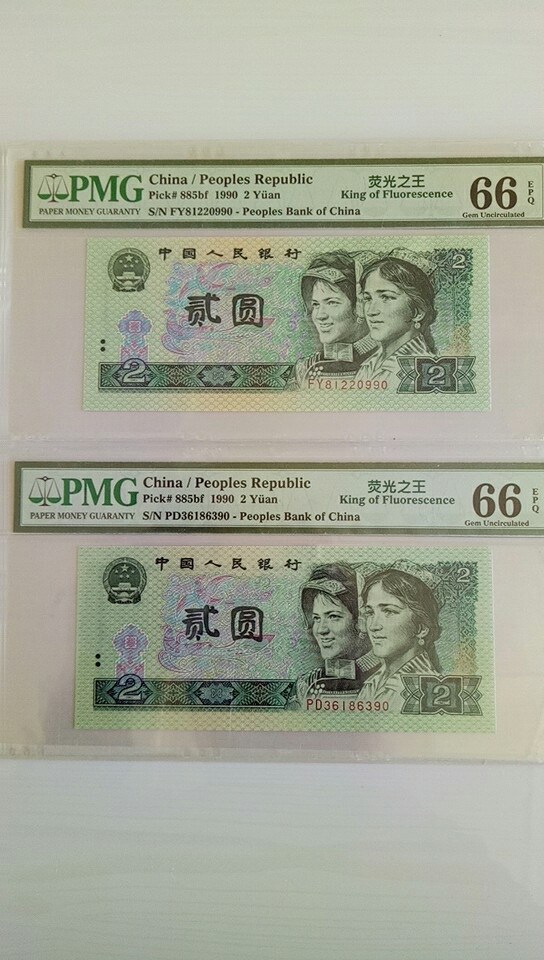 PMG
PAPER MONEY GUARANTY
China / Peoples Republic
Pick# 885bf 1990 2 Yüan
S/N FY81220990 - Peoples Bank of China
荧光之王
King of Fluorescence
66 EPQ
Gem Uncirculated
中国人民银行
贰圆
2
2
FY81220990
2
PMG
PAPER MONEY GUARANTY
China / Peoples Republic
Pick# 885bf 1990 2 Yüan
S/N PD36186390 - Peoples Bank of China
荧光之王
King of Fluorescence
66 EPQ
Gem Uncirculated
中国人民银行
贰圆
2
2
PD36186390
2